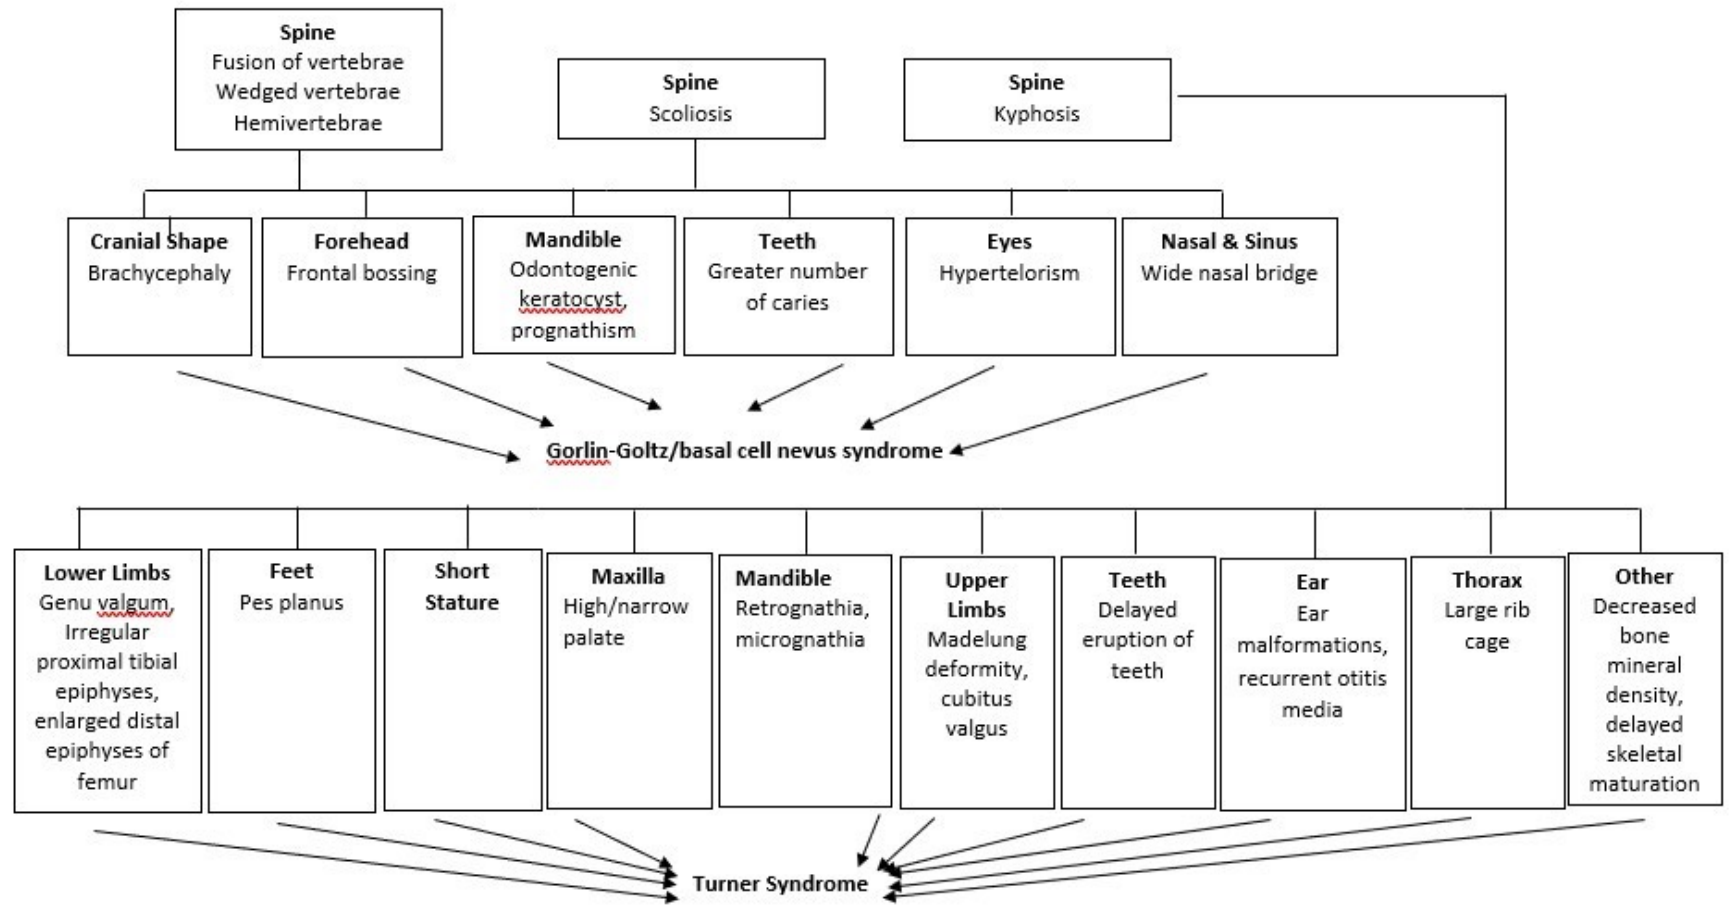 Spine
Fusion of vertebrae
Wedged vertebrae
Hemivertebrae
Spine
Scoliosis
Spine
Kyphosis
Cranial Shape
Brachycephaly
Forehead
Frontal bossing
Mandible
Odontogenic
keratocyst,
prognathism
Teeth
Greater number
of caries
Eyes
Hypertelorism
Nasal & Sinus
Wide nasal bridge
Gorlin-Goltz/basal cell nevus syndrome
Lower Limbs
Genu valgum,
Irregular
proximal tibial
epiphyses,
enlarged distal
epiphyses of
femur
Feet
Pes planus
Short
Stature
Maxilla
High/narrow
palate
Mandible
Retrognathia,
micrognathia
Upper
Limbs
Madelung
deformity,
cubitus
valgus
Teeth
Delayed
eruption of
teeth
Ear
Ear
malformations,
recurrent otitis
media
Thorax
Large rib
cage
Other
Decreased
bone
mineral
density,
delayed
skeletal
maturation
Turner Syndrome